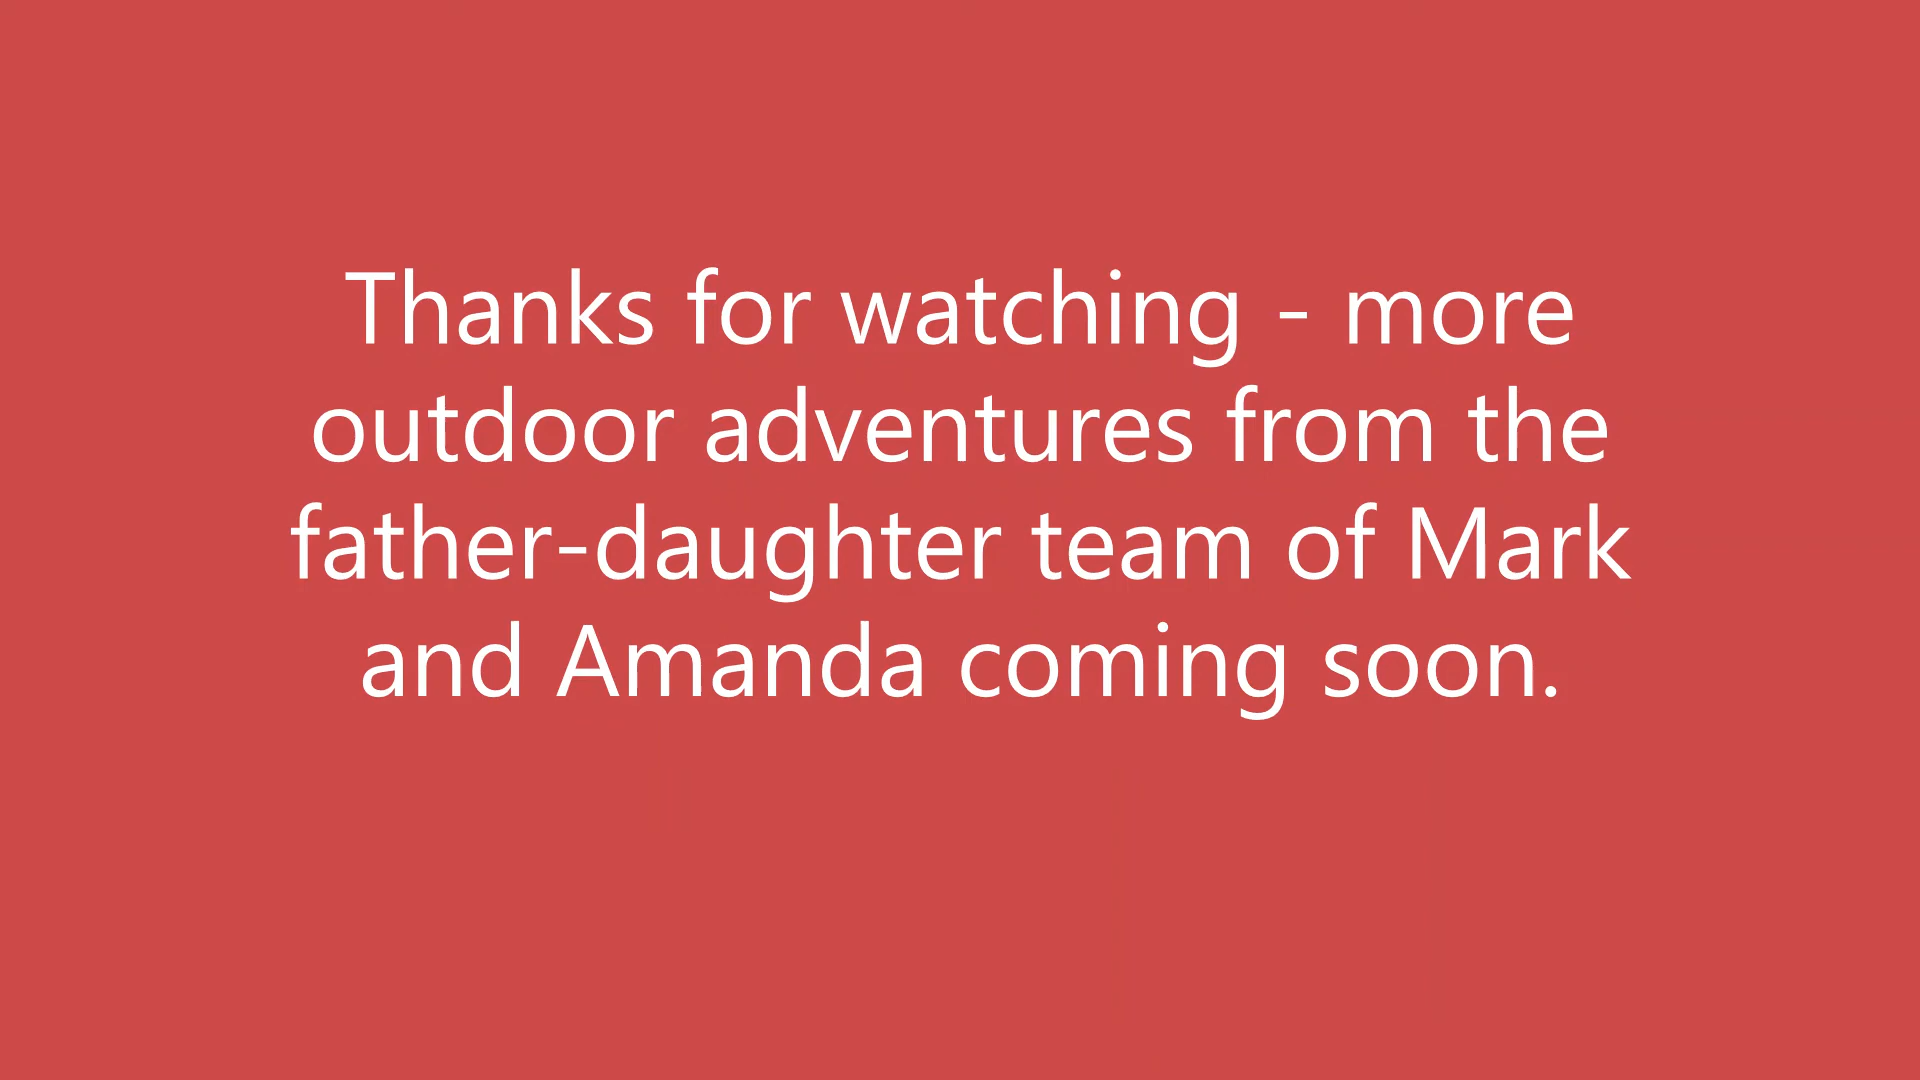 Thanks for watching - more
outdoor adventures from the
father-daughter team of Mark
and Amanda coming soon.